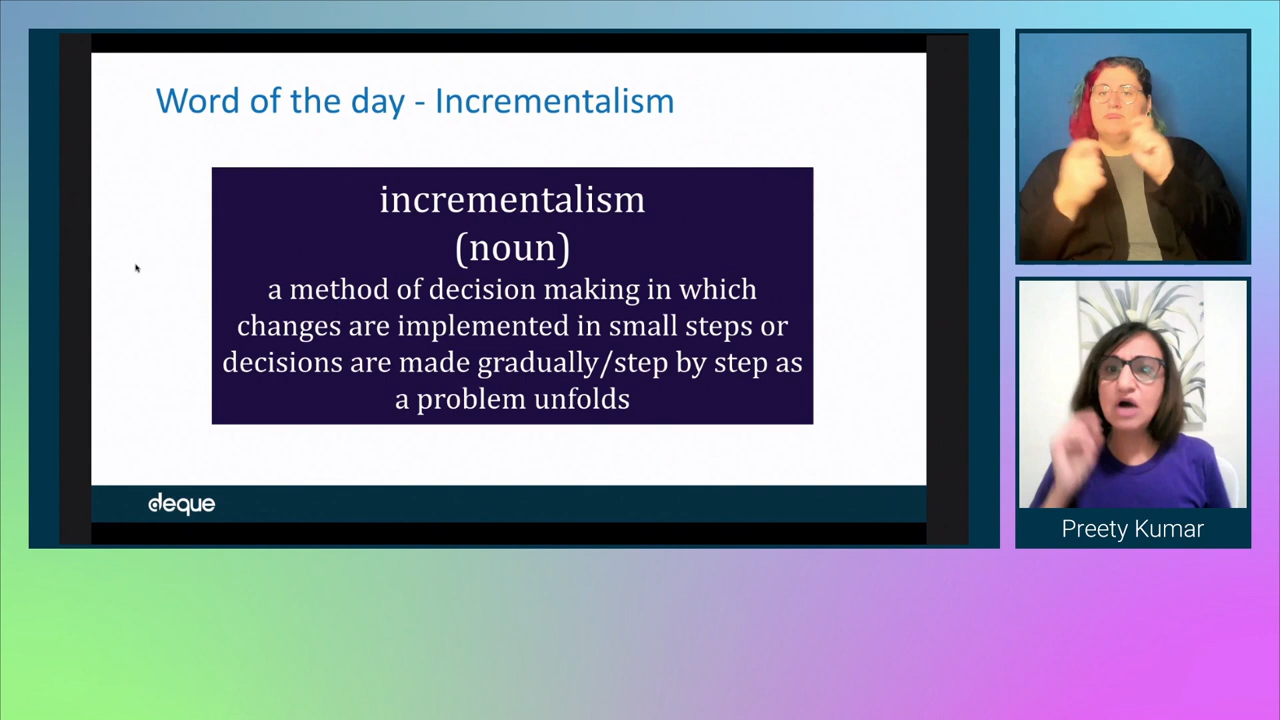 Word of the day - Incrementalism
incrementalism
(noun)
a method of decision making in which
changes are implemented in small steps or
decisions are made gradually/step by step as
a problem unfolds
deque
Preety Kumar